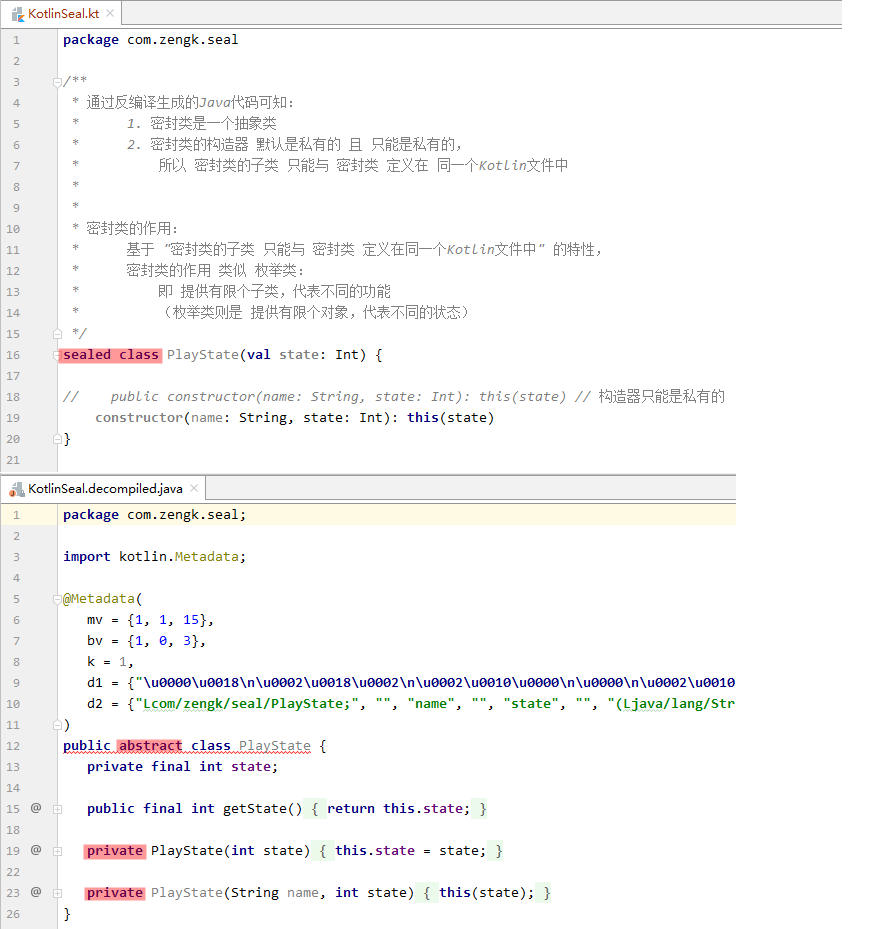 KotlinSeal.kt
1 package com.zengk.seal
2
3 /**
4 * 通过反编译生成的Java代码可知:
5 * 1. 密封类是一个抽象类
6 * 2. 密封类的构造器 默认是私有的 且 只能是私有的,
7 * 所以 密封类的子类 只能与 密封类 定义在 同一个Kotlin文件中
8 *
9 *
10 * 密封类的作用:
11 * 基于 "密封类的子类 只能与 密封类 定义在同一个Kotlin文件中" 的特性,
12 * 密封类的作用 类似 枚举类:
13 * 即 提供有限个子类,代表不同的功能
14 * (枚举类则是 提供有限个对象,代表不同的状态)
15 */
16 sealed class PlayState(val state: Int) {
17
18 // public constructor(name: String, state: Int): this(state) // 构造器只能是私有的
19 constructor(name: String, state: Int): this(state)
20 }
21
KotlinSeal.decompiled.java
1 package com.zengk.seal;
2
3 import kotlin.Metadata;
4
5 @Metadata(
6 mv = {1, 1, 15},
7 bv = {1, 0, 3},
8 k = 1,
9 d1 = {"\u0000\u0018\n\u0002\u0018\u0002\n\u0002\u0010\u0000\n\u0000\n\u0002\u0010
10 d2 = {"Lcom/zengk/seal/PlayState;", "", "name", "", "state", "", "(Ljava/lang/Str
11 )
12 public abstract class PlayState {
13 private final int state;
14
15 @ public final int getState() { return this.state; }
18
19 @ private PlayState(int state) { this.state = state; }
22
23 @ private PlayState(String name, int state) { this(state); }
26 }